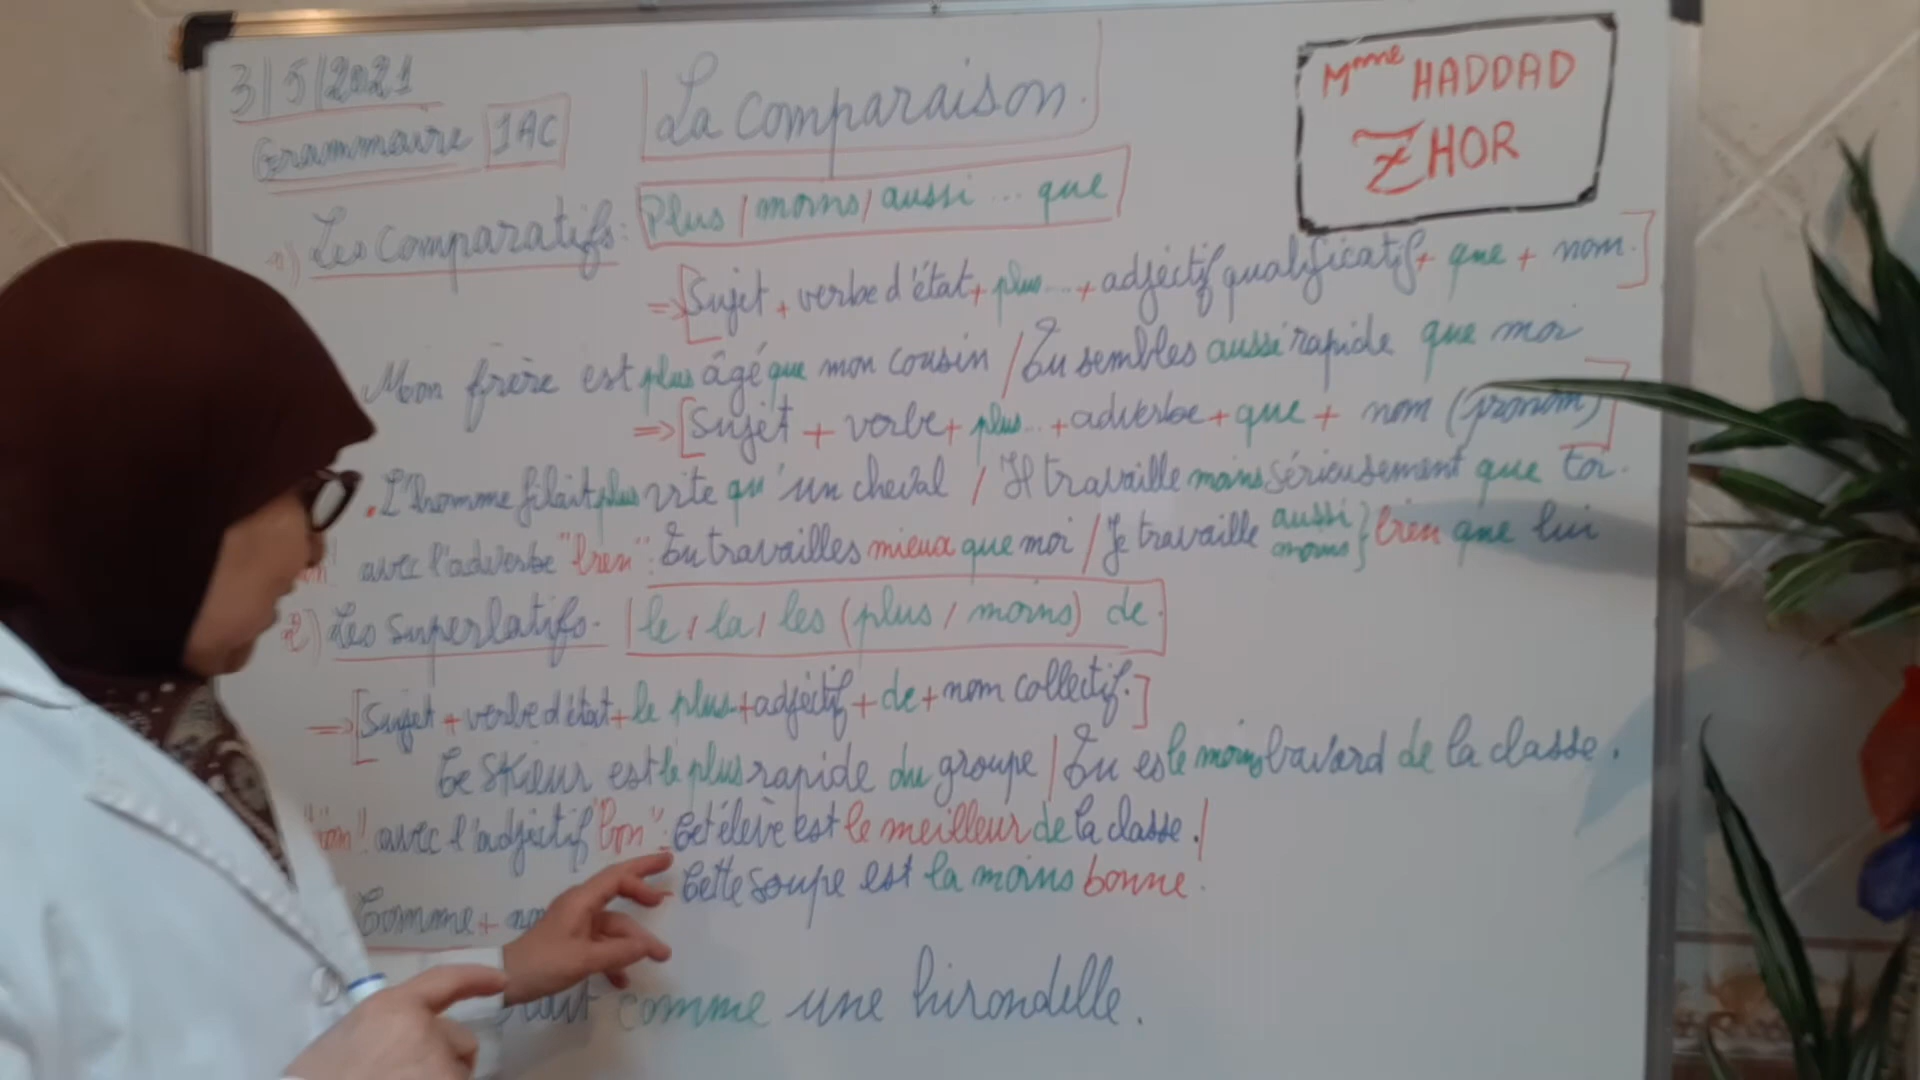 3/5/2021
La comparaison.
Mme HADDAD
ZHOR
Grammaire 1AC
1) Les comparatifs: Plus / moins / aussi ... que
=> [Sujet + verbe d'état + plus... + adjectif qualificatif + que + nom.]
Mon frère est plus âgé que mon cousin / Tu sembles aussi rapide que moi
=> [Sujet + verbe + plus... + adverbe + que + nom (pronom)]
. L'homme filait plus vite qu'un cheval / Il travaille moins sérieusement que toi.
avec l'adverbe "bien": Tu travailles mieux que moi / Je travaille aussi moins } bien que lui
2) Les superlatifs. le / la / les (plus / moins) de.
=> [Sujet + verbe d'état + le plus + adjectif + de + nom collectif.]
Ce skieur est le plus rapide du groupe / Tu es le moins bavard de la classe.
avec l'adjectif "bon": Cet élève est le meilleur de la classe. /
- Cette soupe est la moins bonne.
Comme +
comme une hirondelle.